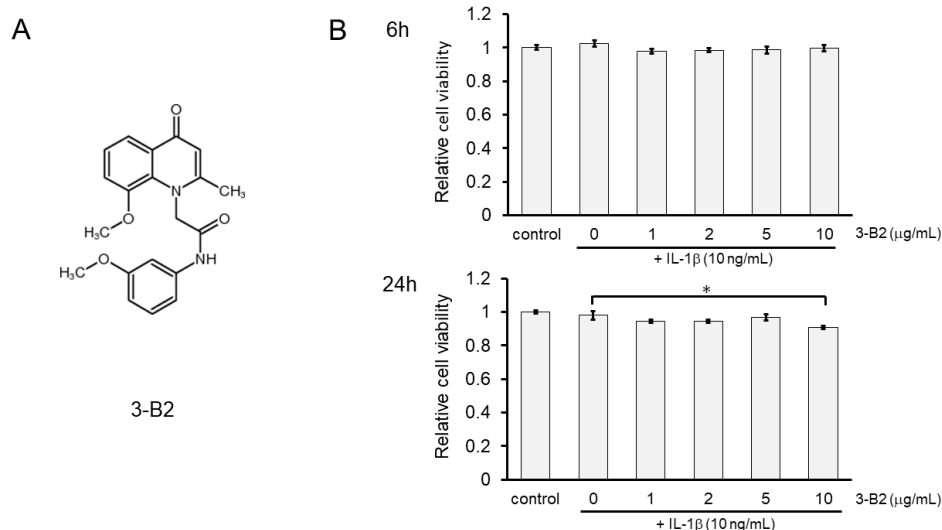 A
O
N
CH₃
O
H₃C
O
NH
H₃C
O
3-B2
B
6h
Relative cell viability
1.2
1
0.8
0.6
0.4
0.2
0
control 0 1 2 5 10 3-B2 (μg/mL)
+ IL-1β (10 ng/mL)
24h
Relative cell viability
1.2
1
0.8
0.6
0.4
0.2
0
*
control 0 1 2 5 10 3-B2 (μg/mL)
+ IL-1β (10 ng/mL)